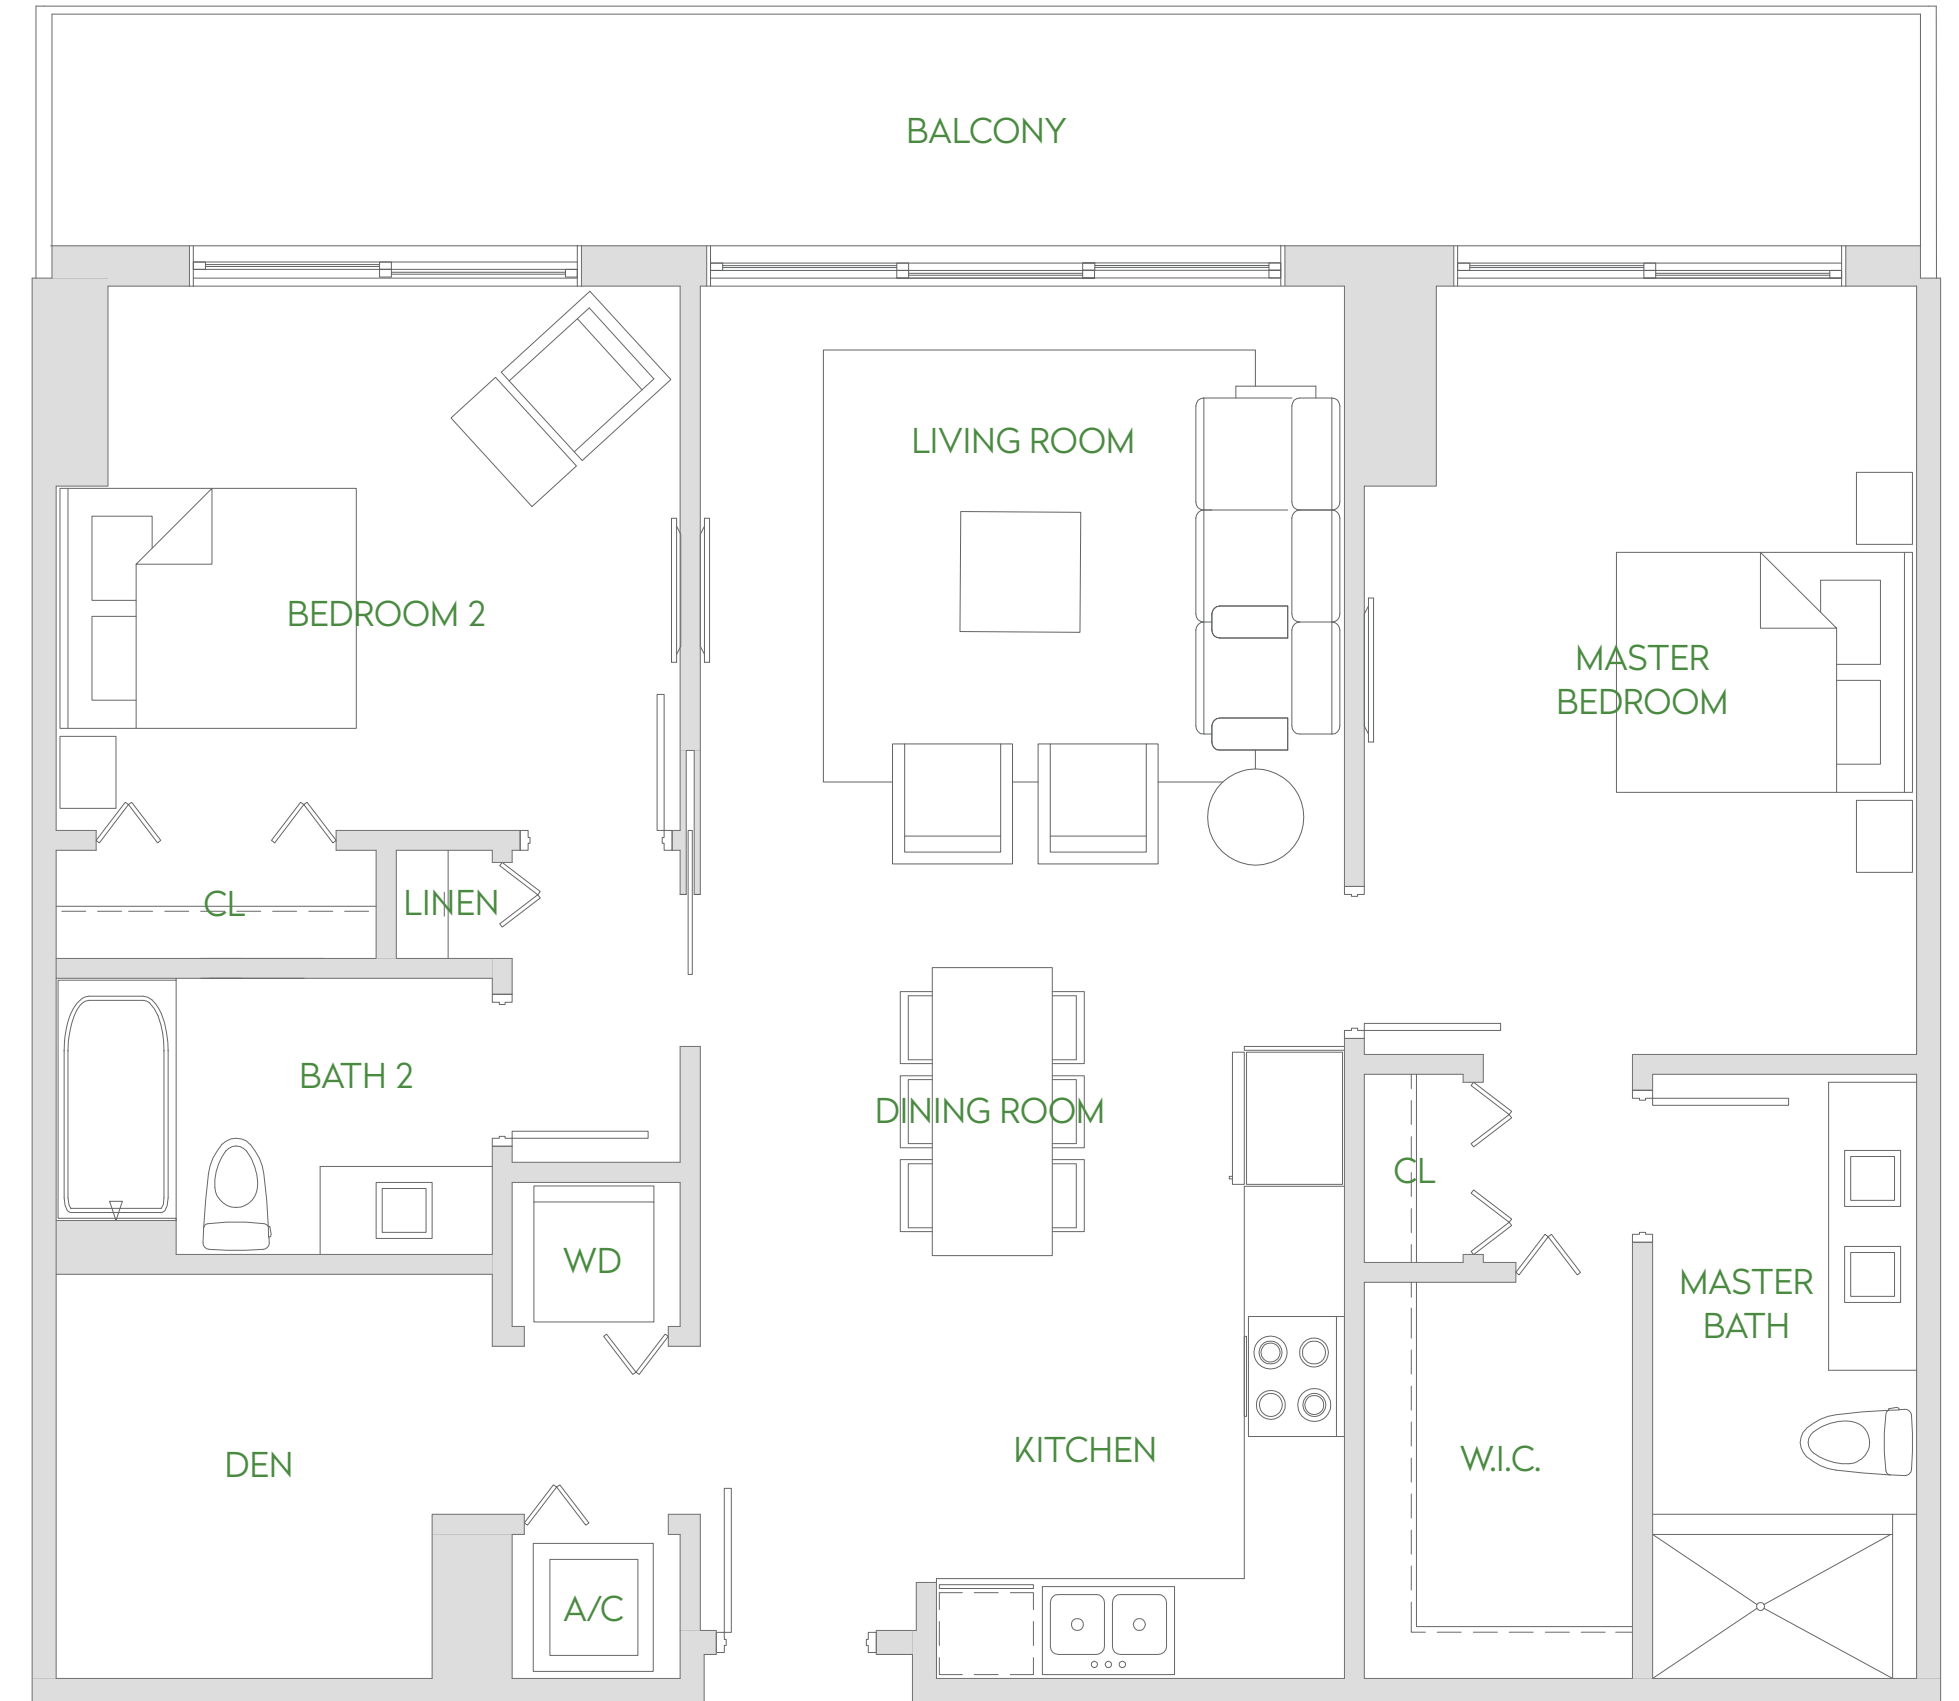 BALCONY
LIVING ROOM
BEDROOM 2
MASTER
BEDROOM
CL
LINEN
BATH 2
DINING ROOM
CL
WD
MASTER
BATH
DEN
KITCHEN
W.I.C.
A/C